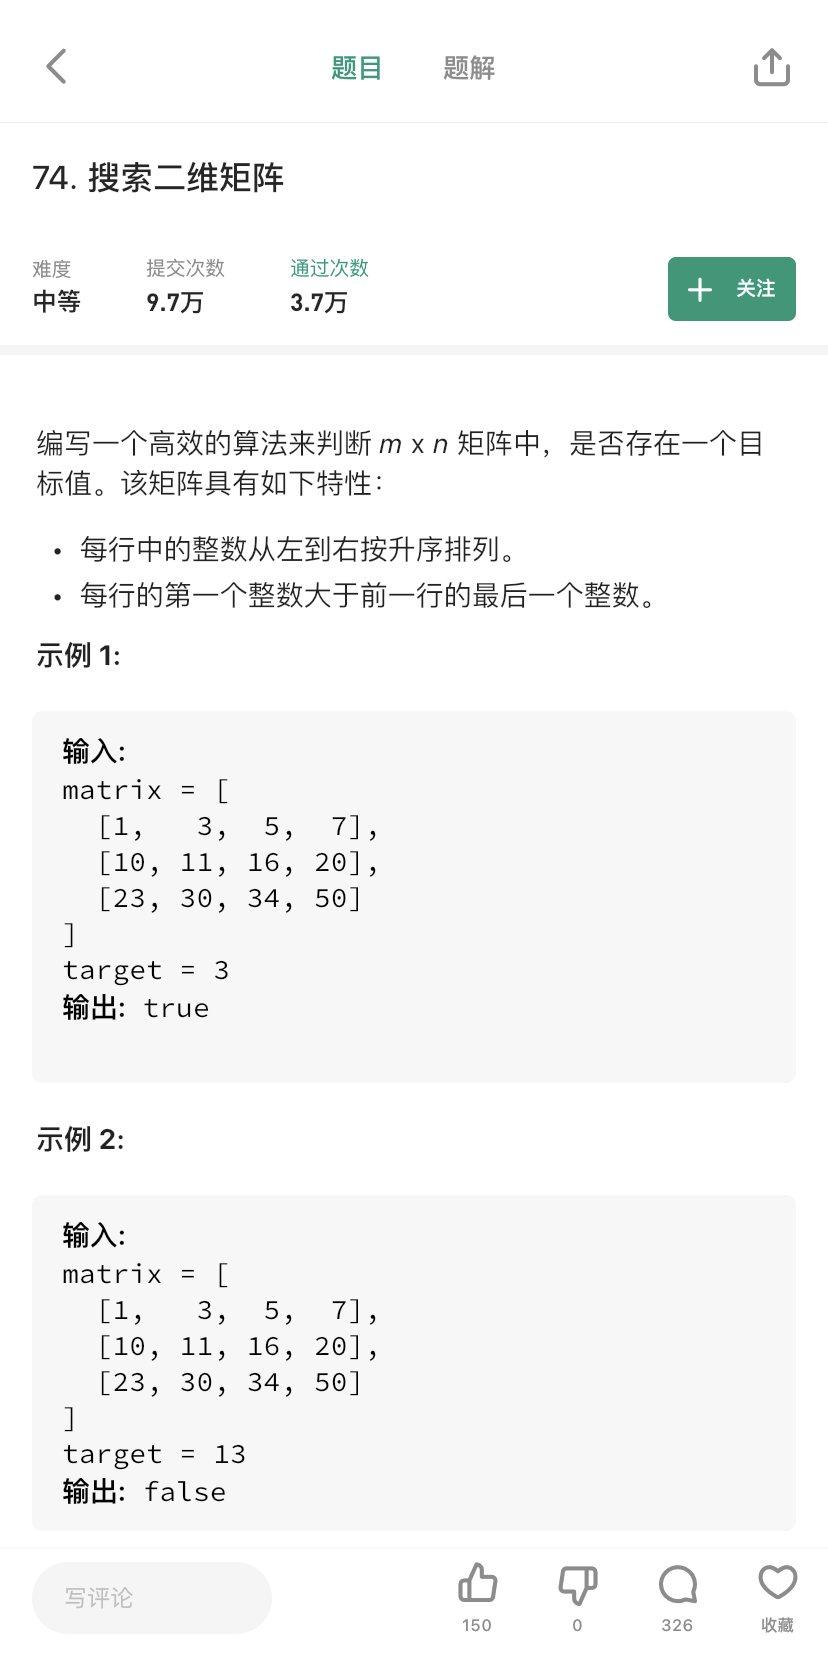 题目 题解
74. 搜索二维矩阵
难度 提交次数 通过次数
中等 9.7万 3.7万
关注
编写一个高效的算法来判断 m x n 矩阵中，是否存在一个目
标值。该矩阵具有如下特性：
• 每行中的整数从左到右按升序排列。
• 每行的第一个整数大于前一行的最后一个整数。
示例 1:
输入:
matrix = [
  [1,   3,  5,  7],
  [10, 11, 16, 20],
  [23, 30, 34, 50]
]
target = 3
输出: true
示例 2:
输入:
matrix = [
  [1,   3,  5,  7],
  [10, 11, 16, 20],
  [23, 30, 34, 50]
]
target = 13
输出: false
写评论
150 0 326 收藏